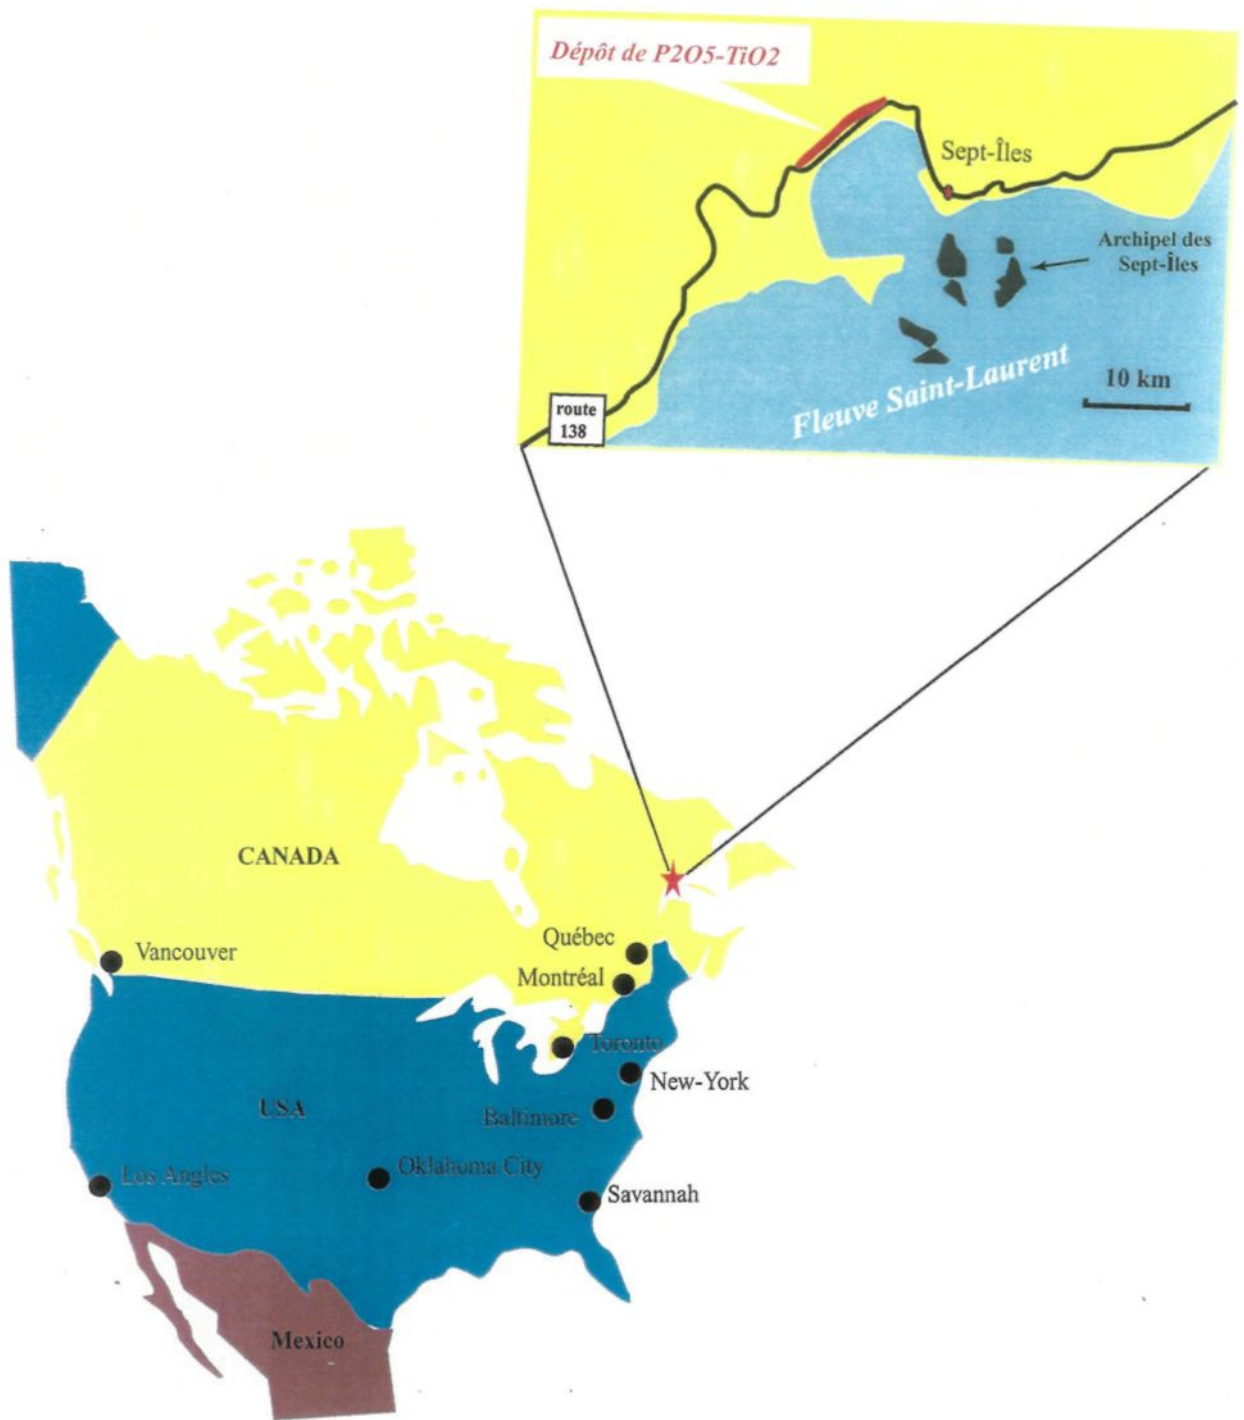 Dépôt de P2O5-TiO2
Sept-Îles
Archipel des
Sept-Îles
10 km
Fleuve Saint-Laurent
route
138
CANADA
Vancouver
Québec
Montréal
Toronto
New-York
USA
Baltimore
Los Angles
Oklahoma City
Savannah
Mexico